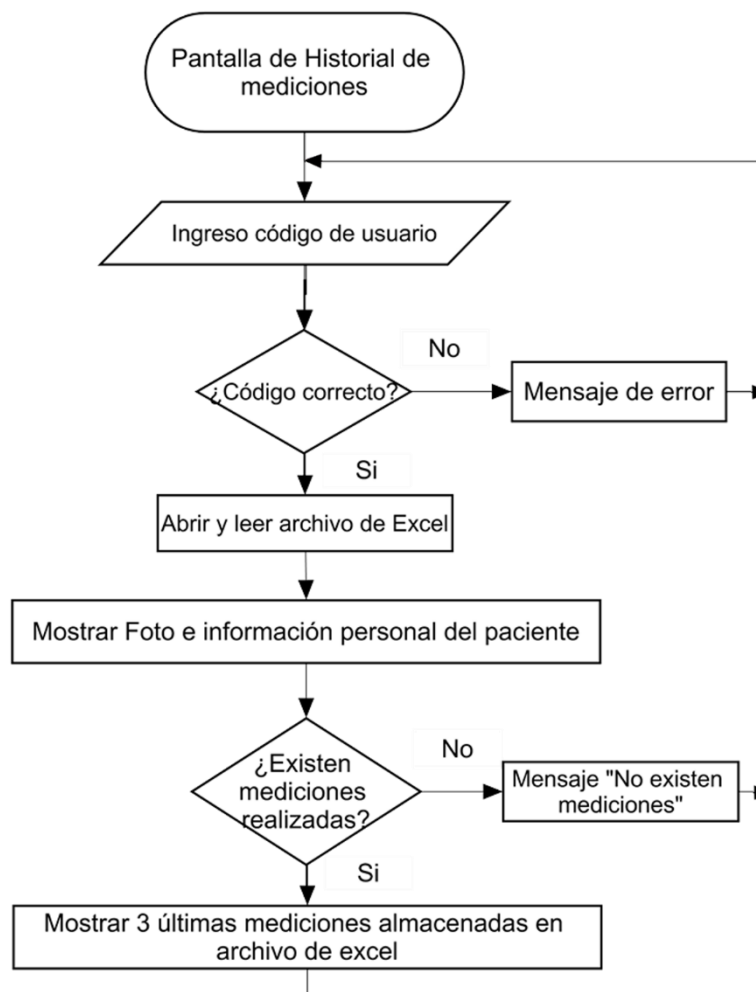 Pantalla de Historial de
mediciones
Ingreso código de usuario
¿Código correcto?
No
Mensaje de error
Si
Abrir y leer archivo de Excel
Mostrar Foto e información personal del paciente
¿Existen
mediciones
realizadas?
No
Mensaje "No existen
mediciones"
Si
Mostrar 3 últimas mediciones almacenadas en
archivo de excel